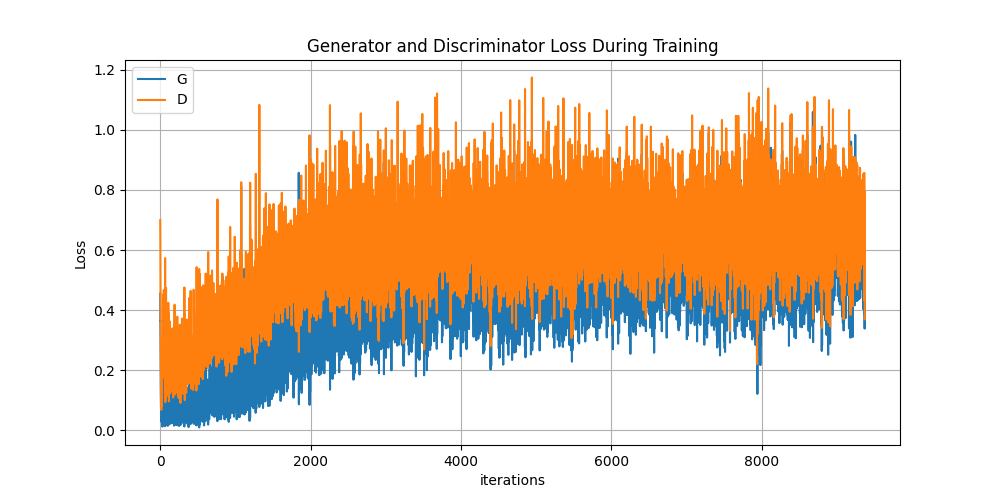 Generator and Discriminator Loss During Training
G
D
1.2
1.0
0.8
0.6
0.4
0.2
0.0
Loss
0 2000 4000 6000 8000
iterations